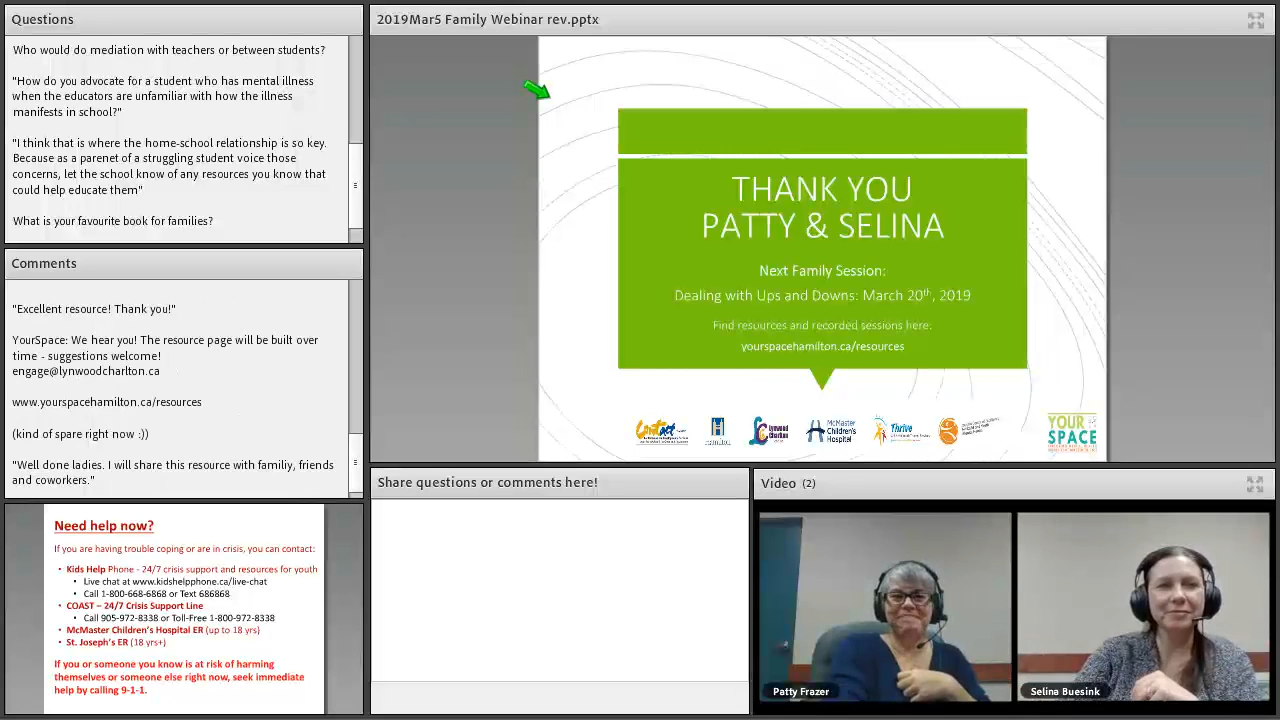 Questions
Who would do mediation with teachers or between students?
"How do you advocate for a student who has mental illness
when the educators are unfamiliar with how the illness
manifests in school?"
"I think that is where the home-school relationship is so key.
Because as a parenet of a struggling student voice those
concerns, let the school know of any resources you know that
could help educate them"
What is your favourite book for families?
Comments
"Excellent resource! Thank you!"
YourSpace: We hear you! The resource page will be built over
time - suggestions welcome!
engage@lynwoodcharlton.ca
www.yourspacehamilton.ca/resources
(kind of spare right now :))
"Well done ladies. I will share this resource with familiy, friends
and coworkers."
Need help now?
If you are having trouble coping or are in crisis, you can contact:
• Kids Help Phone - 24/7 crisis support and resources for youth
• Live chat at www.kidshelpphone.ca/live-chat
• Call 1-800-668-6868 or Text 686868
• COAST – 24/7 Crisis Support Line
• Call 905-972-8338 or Toll-Free 1-800-972-8338
• McMaster Children's Hospital ER (up to 18 yrs)
• St. Joseph's ER (18 yrs+)
If you or someone you know is at risk of harming
themselves or someone else right now, seek immediate
help by calling 9-1-1.
2019Mar5 Family Webinar rev.pptx
THANK YOU
PATTY & SELINA
Next Family Session:
Dealing with Ups and Downs: March 20th, 2019
Find resources and recorded sessions here:
yourspacehamilton.ca/resources
Contact
Hamilton
Lynwood
Charlton
McMaster
Children's
Hospital
Thrive
YOUR
SPACE
Share questions or comments here!
Video (2)
Patty Frazer
Selina Buesink